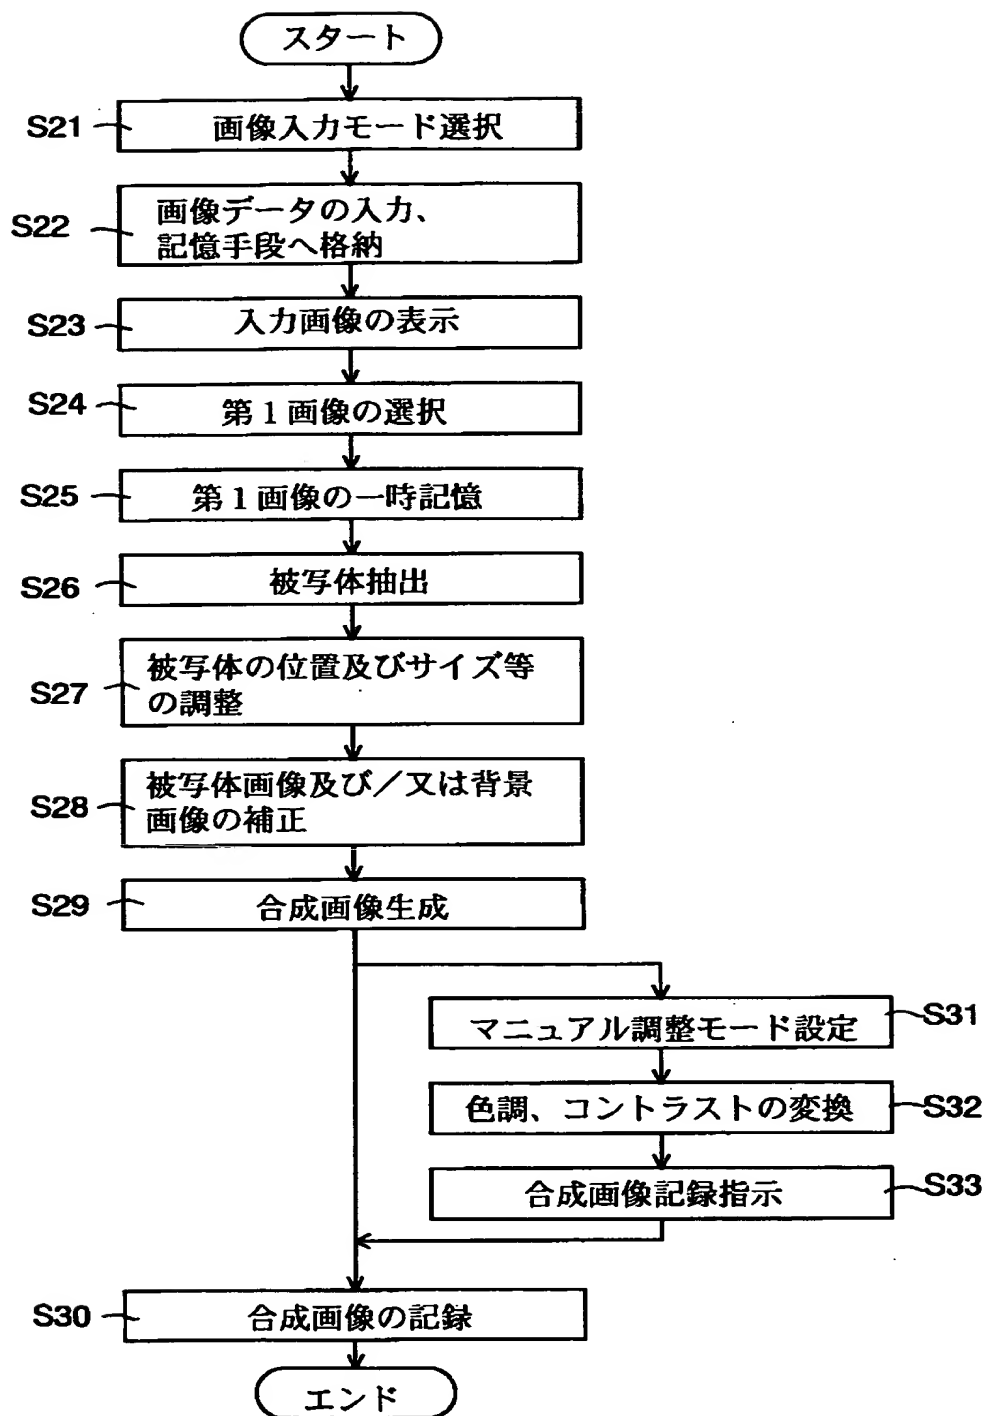 スタート
S21
画像入力モード選択
S22
画像データの入力、
記憶手段へ格納
S23
入力画像の表示
S24
第1画像の選択
S25
第1画像の一時記憶
S26
被写体抽出
S27
被写体の位置及びサイズ等
の調整
S28
被写体画像及び/又は背景
画像の補正
S29
合成画像生成
マニュアル調整モード設定
S31
色調、コントラストの変換
S32
合成画像記録指示
S33
S30
合成画像の記録
エンド